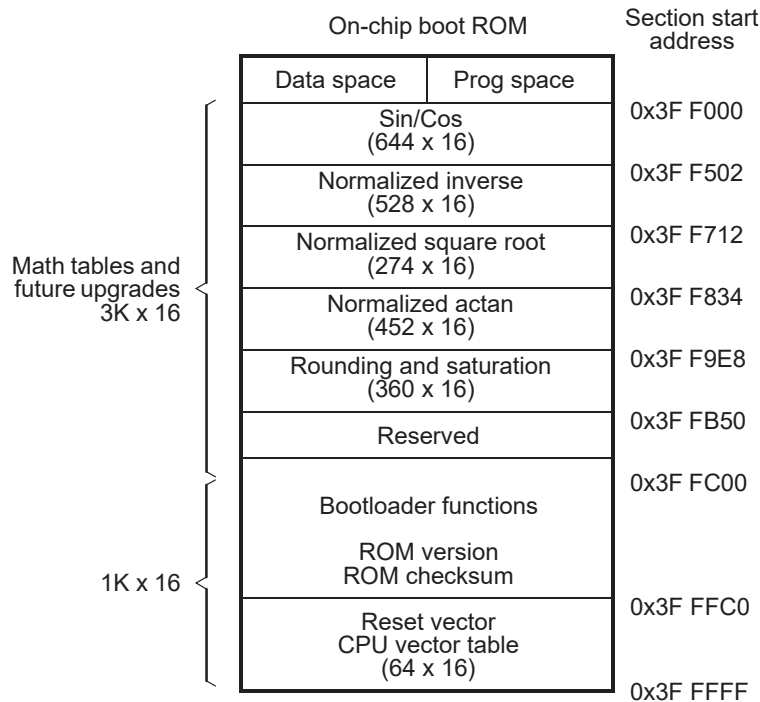 On-chip boot ROM
Section start
address
Data space
Prog space
0x3F F000
Sin/Cos
(644 x 16)
0x3F F502
Normalized inverse
(528 x 16)
0x3F F712
Normalized square root
(274 x 16)
Math tables and
future upgrades
3K x 16
0x3F F834
Normalized actan
(452 x 16)
0x3F F9E8
Rounding and saturation
(360 x 16)
0x3F FB50
Reserved
0x3F FC00
Bootloader functions
ROM version
ROM checksum
1K x 16
0x3F FFC0
Reset vector
CPU vector table
(64 x 16)
0x3F FFFF